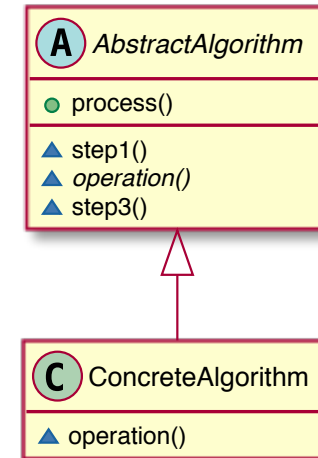 A AbstractAlgorithm
process()
step1()
operation()
step3()
C ConcreteAlgorithm
operation()